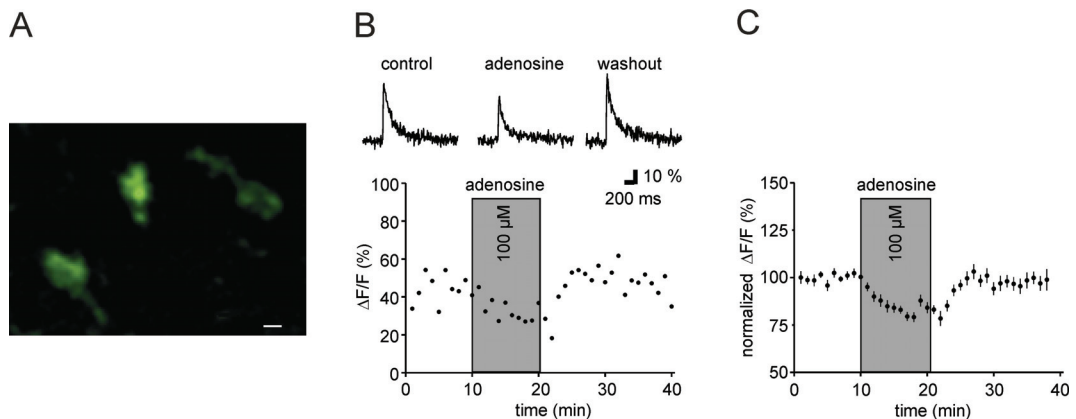 A
B
C
control adenosine washout
10 %
200 ms
adenosine
100 µM
ΔF/F (%)
100
80
60
40
20
0
0 10 20 30 40
time (min)
adenosine
100 µM
normalized ΔF/F (%)
150
125
100
75
50
0 10 20 30 40
time (min)